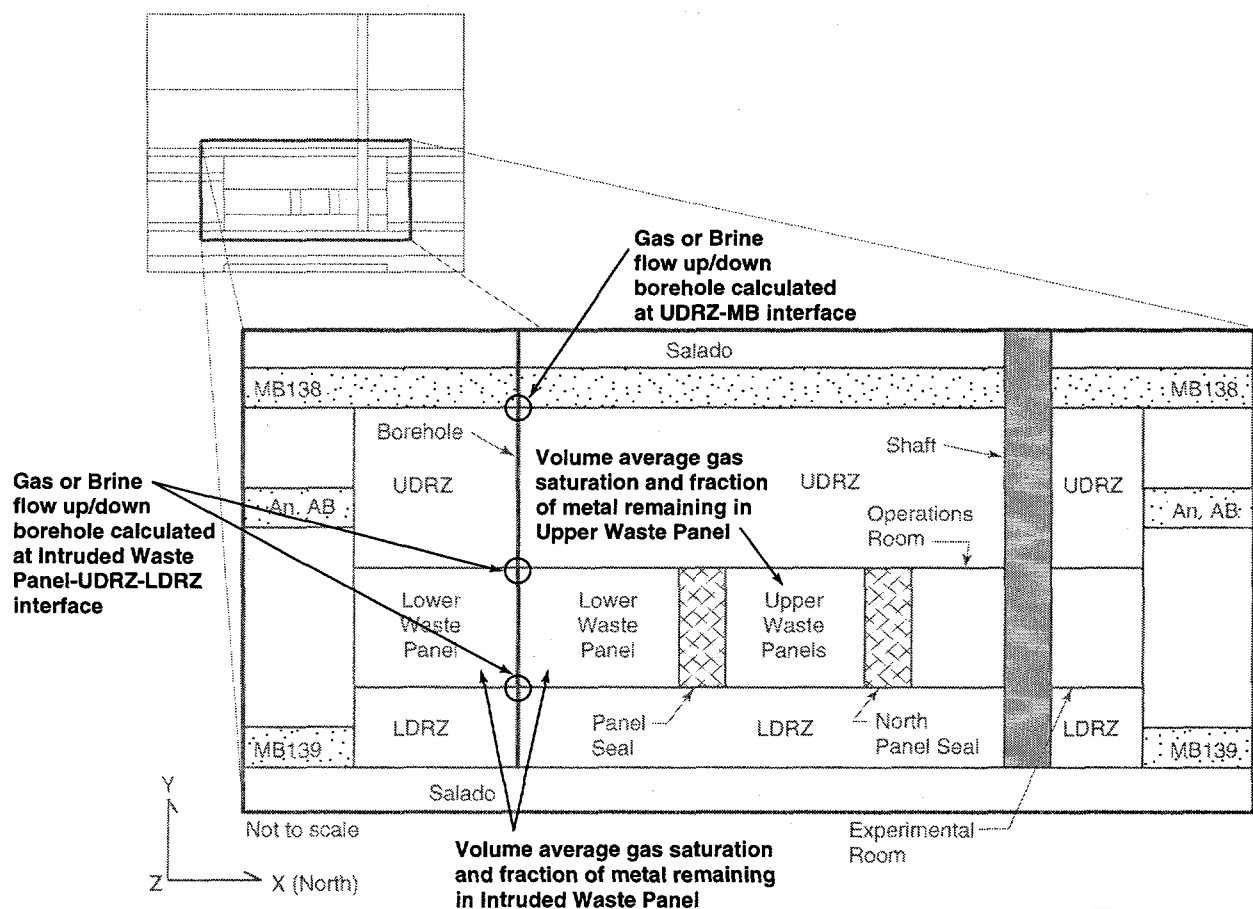 Gas or Brine
flow up/down
borehole calculated
at UDRZ-MB interface
Salado
MB138
MB138
Borehole
Shaft
Volume average gas
saturation and fraction
of metal remaining in
Upper Waste Panel
UDRZ
UDRZ
UDRZ
Gas or Brine
flow up/down
borehole calculated
at Intruded Waste
Panel-UDRZ-LDRZ
interface
An, AB
An, AB
Operations
Room
Lower
Waste
Panel
Lower
Waste
Panel
Upper
Waste
Panels
LDRZ
Panel
Seal
LDRZ
North
Panel Seal
LDRZ
MB139
MB139
Salado
Y
Z
X (North)
Not to scale
Experimental
Room
Volume average gas saturation
and fraction of metal remaining
in Intruded Waste Panel